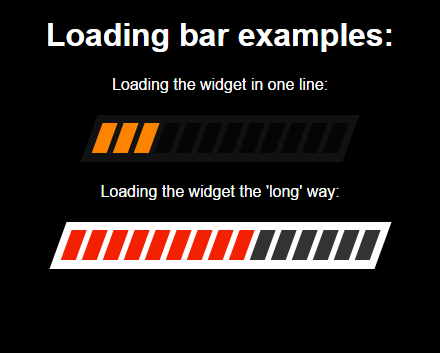 Loading bar examples:
Loading the widget in one line:
Loading the widget the 'long' way: